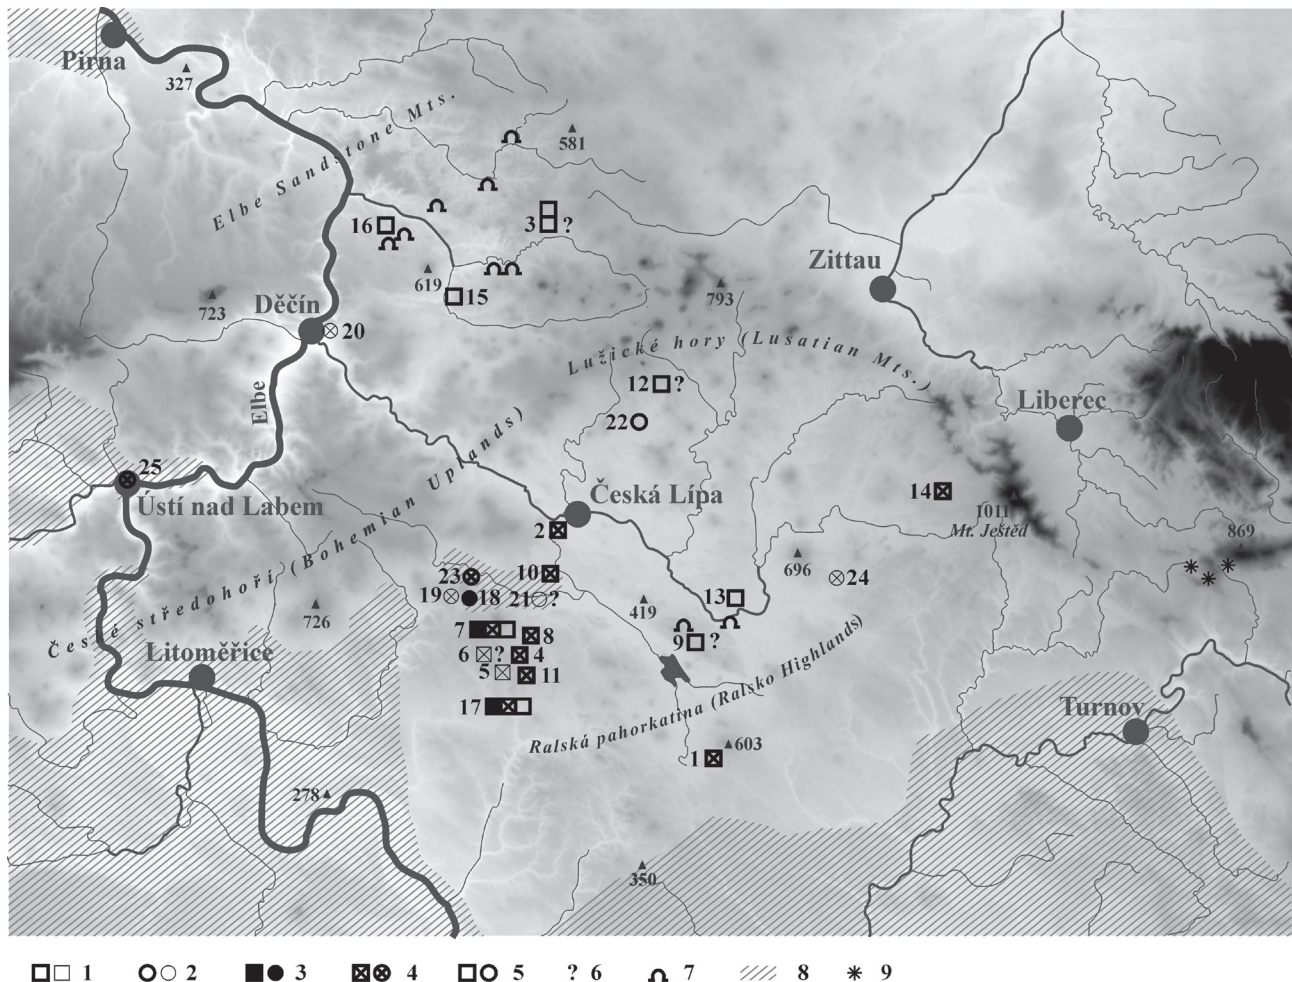 Pirna
327
Elbe Sandstone Mts.
581
16
3 ?
Zittau
619
793
15
723
Děčín
20
Lužické hory (Lusatian Mts.)
12 ?
Elbe
22
Liberec
25
Ústí nad Labem
Česká Lípa
14
1011
Mt. Ještěd
2
869
České středohoří (Bohemian Uplands)
23
10
696
24
19
18
21 ?
13
419
726
7
8
9 ?
Litoměřice
6 ?
4
5
11
17
Ralská pahorkatina (Ralsko Highlands)
Turnov
603
1
278
350
1 2 3 4 5 ? 6 7 8 9